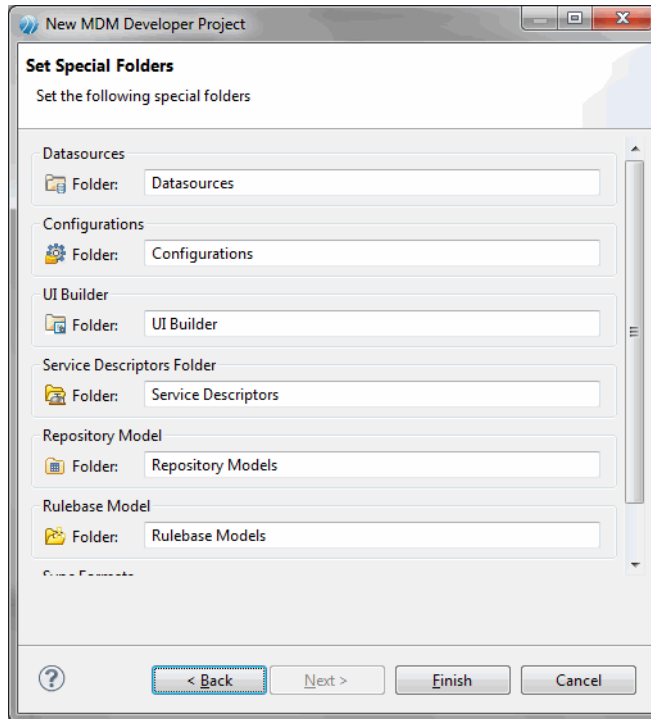 New MDM Developer Project
Set Special Folders
Set the following special folders
Datasources
Folder: Datasources
Configurations
Folder: Configurations
UI Builder
Folder: UI Builder
Service Descriptors Folder
Folder: Service Descriptors
Repository Model
Folder: Repository Models
Rulebase Model
Folder: Rulebase Models
Sync Formats
< Back Next > Finish Cancel